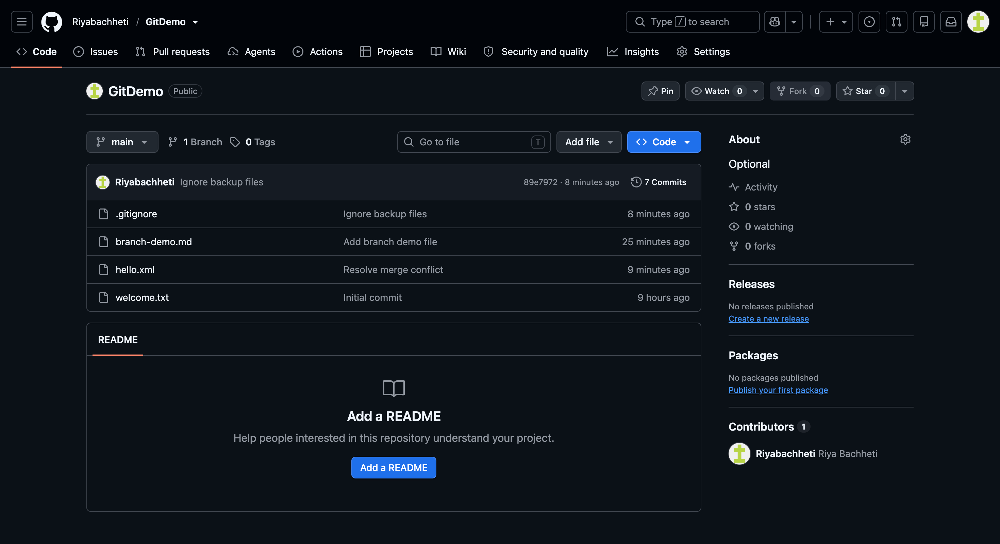 Riyabachheti / GitDemo
Type / to search
Code Issues Pull requests Agents Actions Projects Wiki Security and quality Insights Settings
GitDemo Public
Pin Watch 0 Fork 0 Star 0
main 1 Branch 0 Tags Go to file T Add file Code
Riyabachheti Ignore backup files 89e7972 · 8 minutes ago 7 Commits
.gitignore Ignore backup files 8 minutes ago
branch-demo.md Add branch demo file 25 minutes ago
hello.xml Resolve merge conflict 9 minutes ago
welcome.txt Initial commit 9 hours ago
README
Add a README
Help people interested in this repository understand your project.
Add a README
About
Optional
Activity
0 stars
0 watching
0 forks
Releases
No releases published
Create a new release
Packages
No packages published
Publish your first package
Contributors 1
Riyabachheti Riya Bachheti